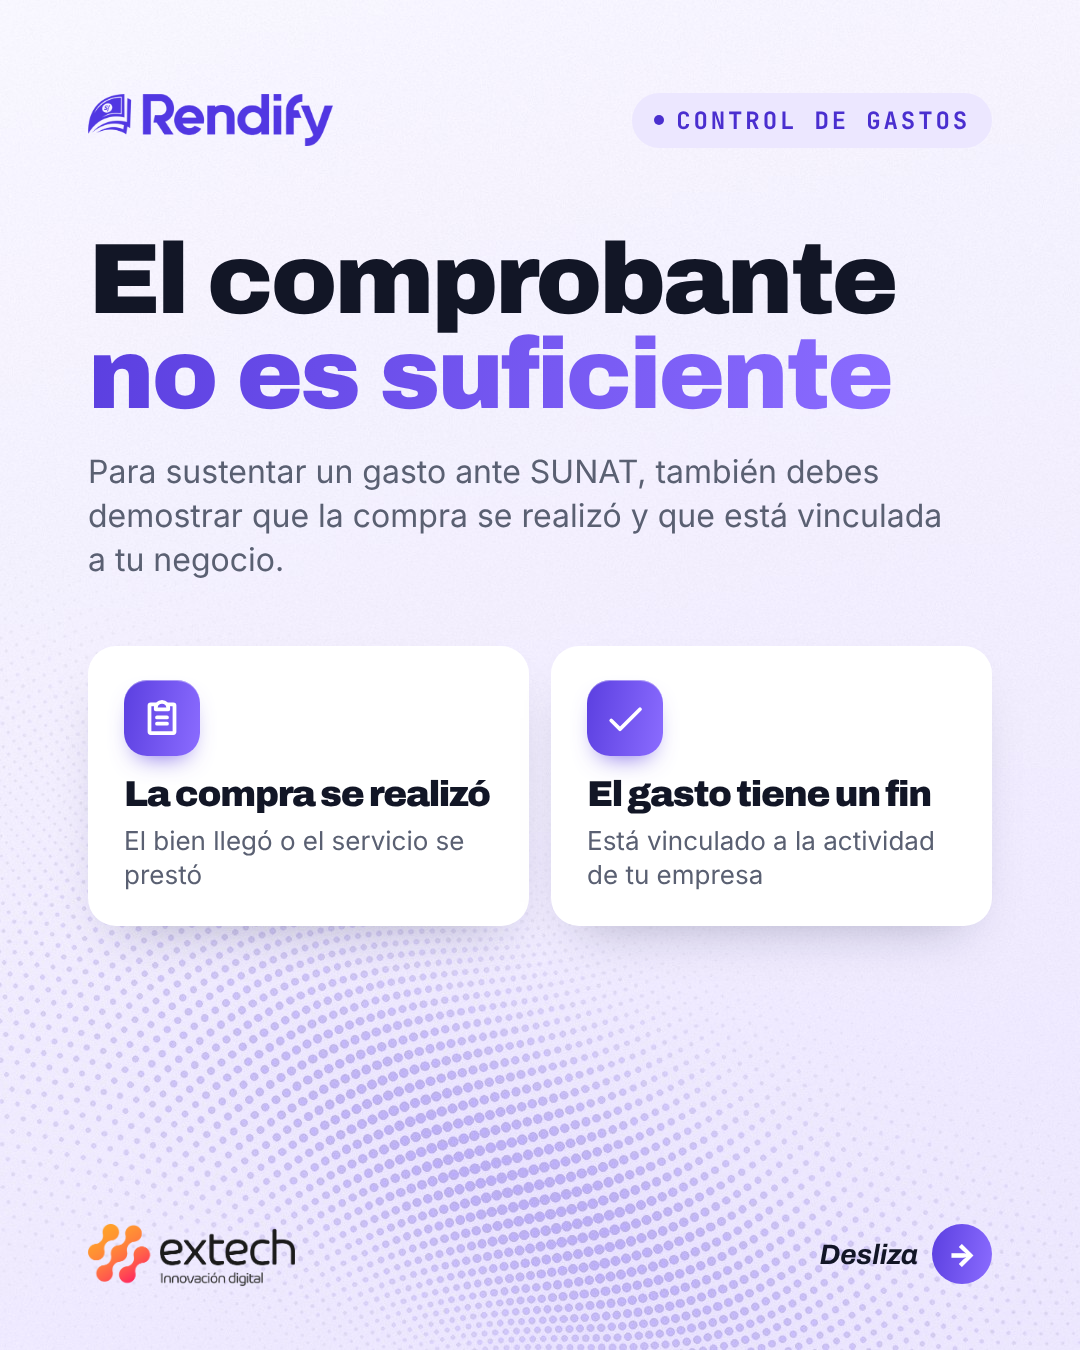 Rendify
CONTROL DE GASTOS
El comprobante
no es suficiente
Para sustentar un gasto ante SUNAT, también debes
demostrar que la compra se realizó y que está vinculada
a tu negocio.
La compra se realizó
El bien llegó o el servicio se
prestó
El gasto tiene un fin
Está vinculado a la actividad
de tu empresa
extech
Innovación digital
Desliza